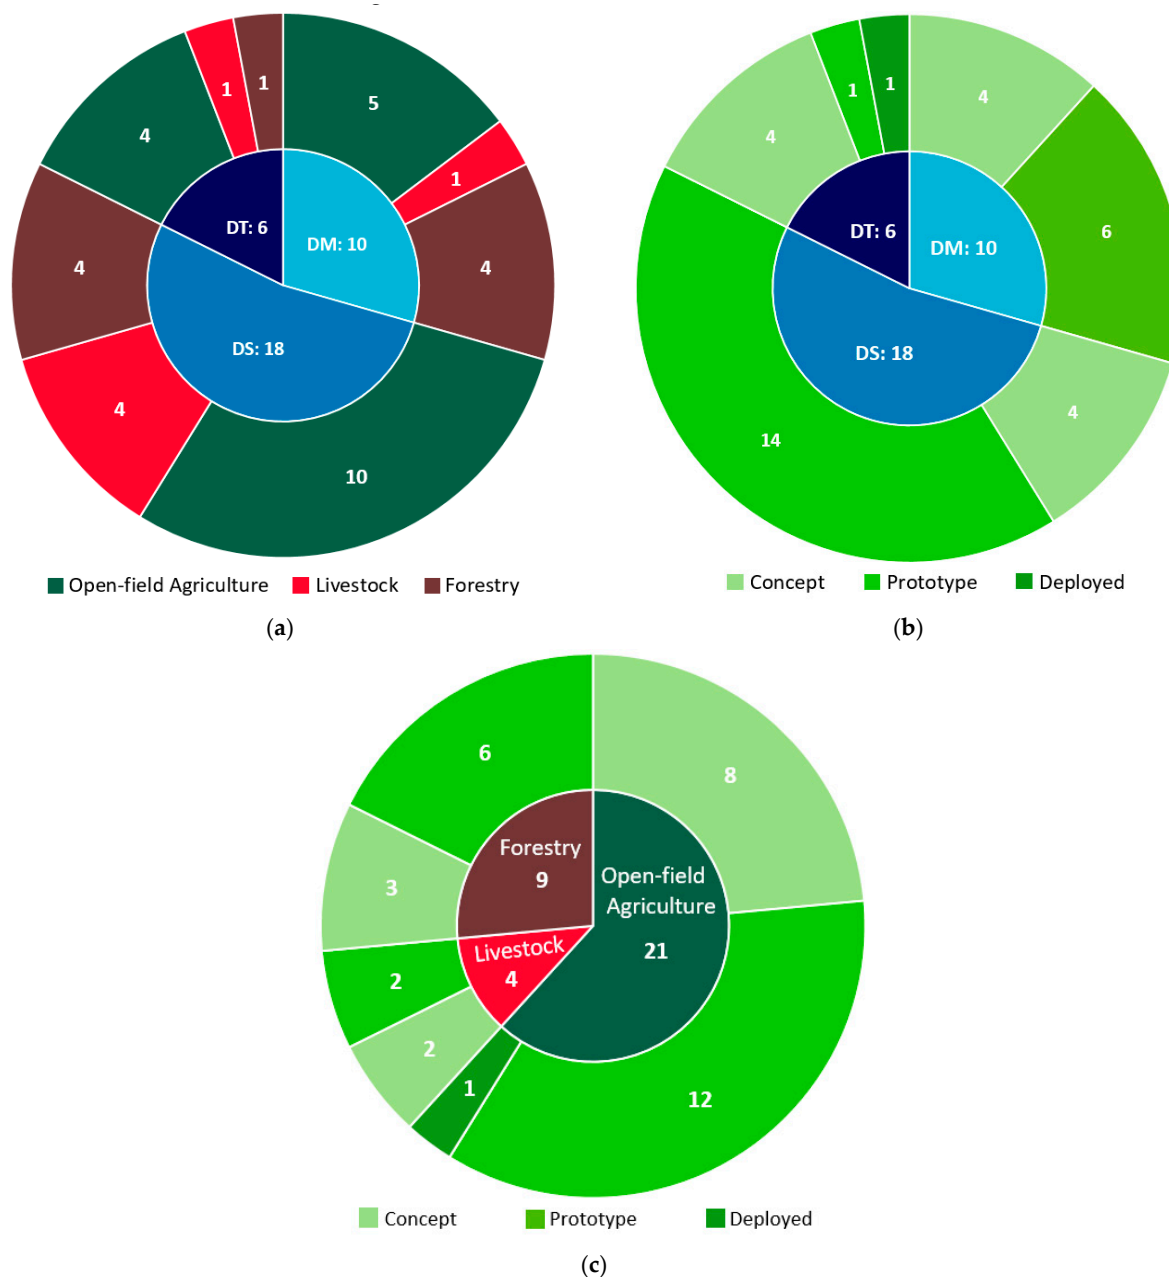 1
1
5
4
1
DT: 6
DM: 10
4
4
DS: 18
4
10
Open-field Agriculture Livestock Forestry
(a)
1
1
4
4
DT: 6
DM: 10
6
DS: 18
4
14
Concept Prototype Deployed
(b)
6
8
Forestry
9
Open-field
Agriculture
3
21
Livestock
4
2
2
1
12
Concept Prototype Deployed
(c)